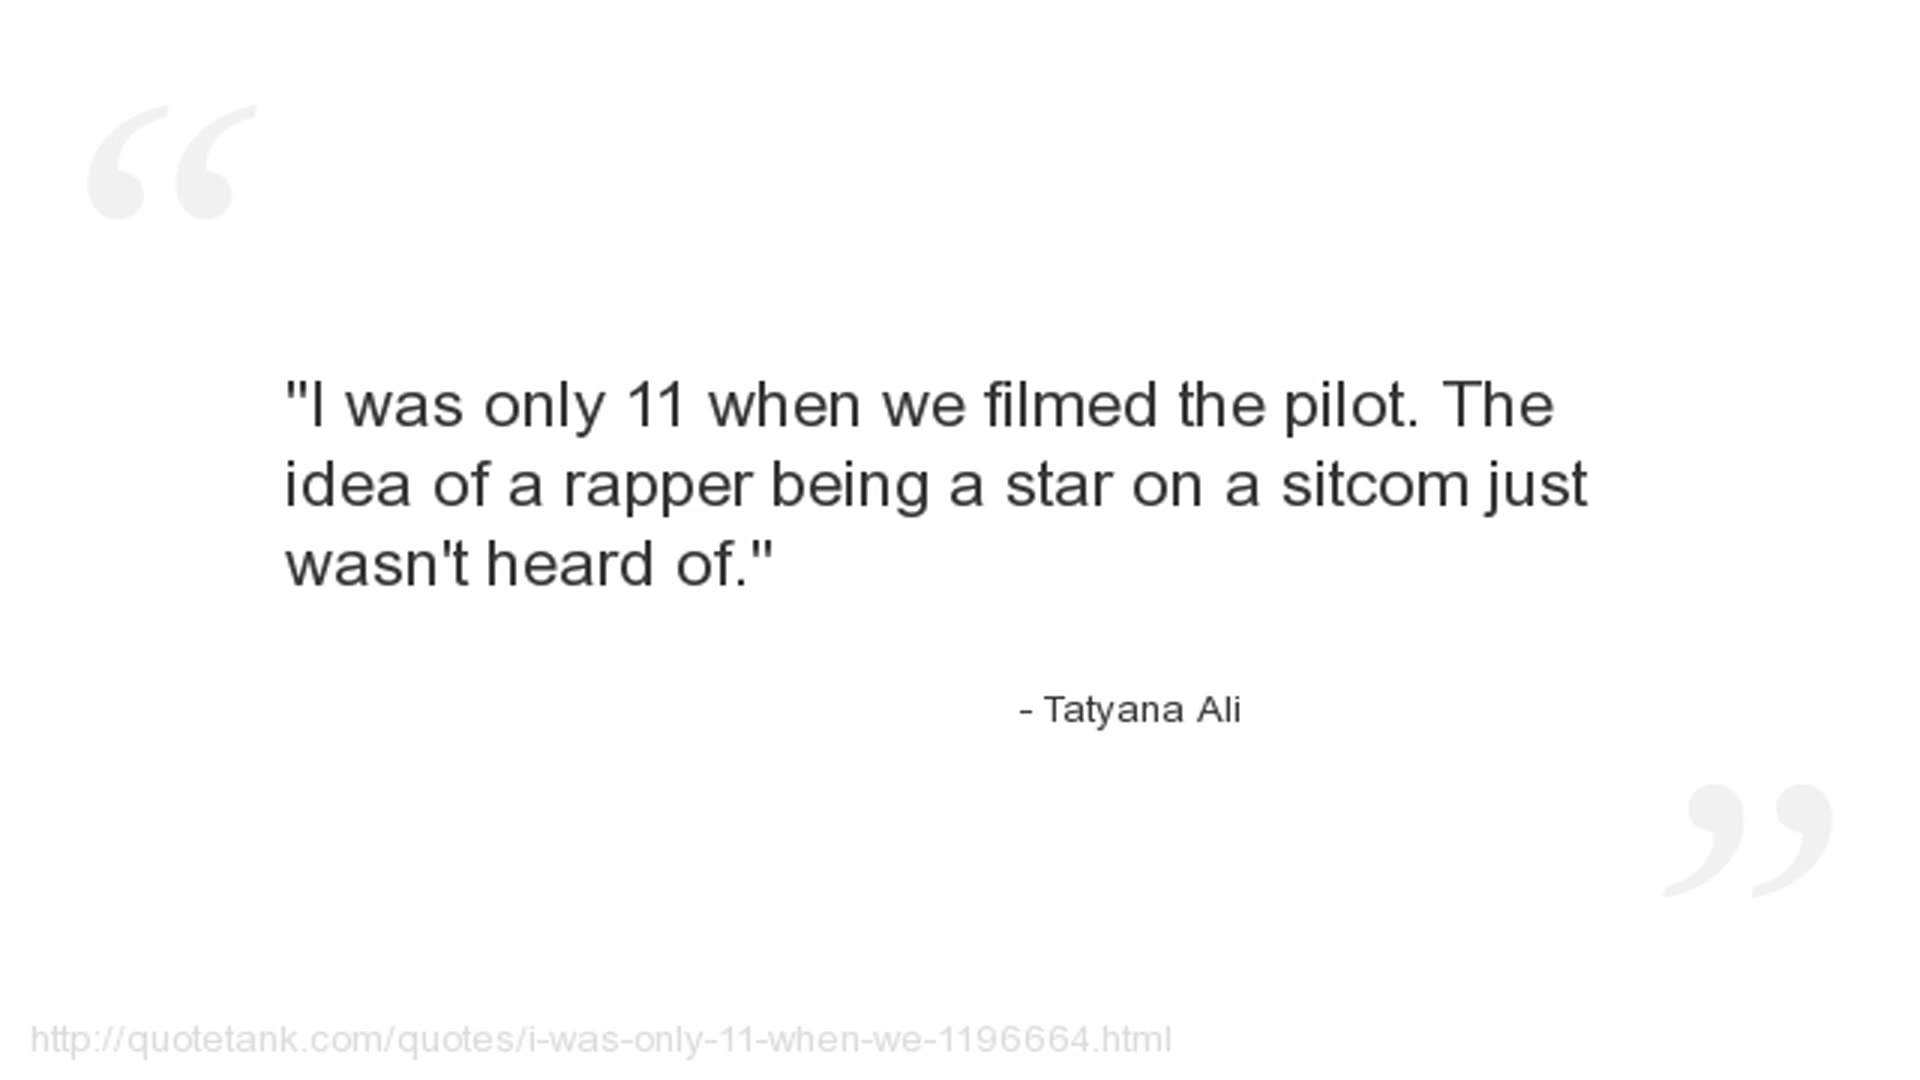 "I was only 11 when we filmed the pilot. The
idea of a rapper being a star on a sitcom just
wasn't heard of."
- Tatyana Ali
http://quotetank.com/quotes/i-was-only-11-when-we-1196664.html